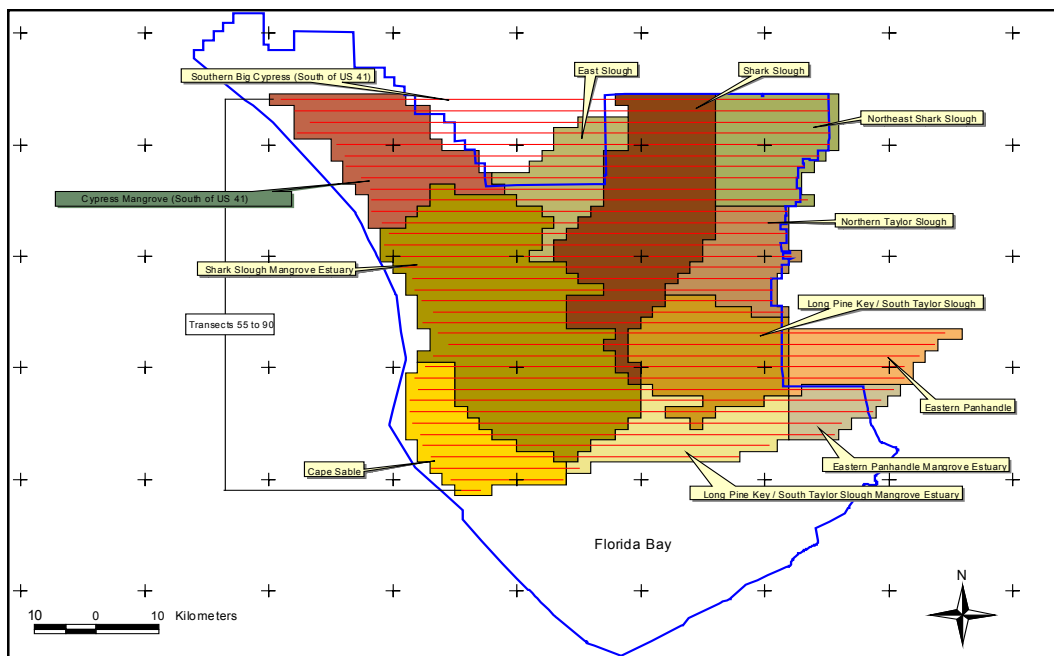 East Slough
Shark Slough
Southern Big Cypress (South of US 41)
Northeast Shark Slough
Cypress Mangrove (South of US 41)
Northern Taylor Slough
Shark Slough Mangrove Estuary
Long Pine Key / South Taylor Slough
Transects 55 to 90
Eastern Panhandle
Cape Sable
Eastern Panhandle Mangrove Estuary
Long Pine Key / South Taylor Slough Mangrove Estuary
Florida Bay
N
10 0 10 Kilometers